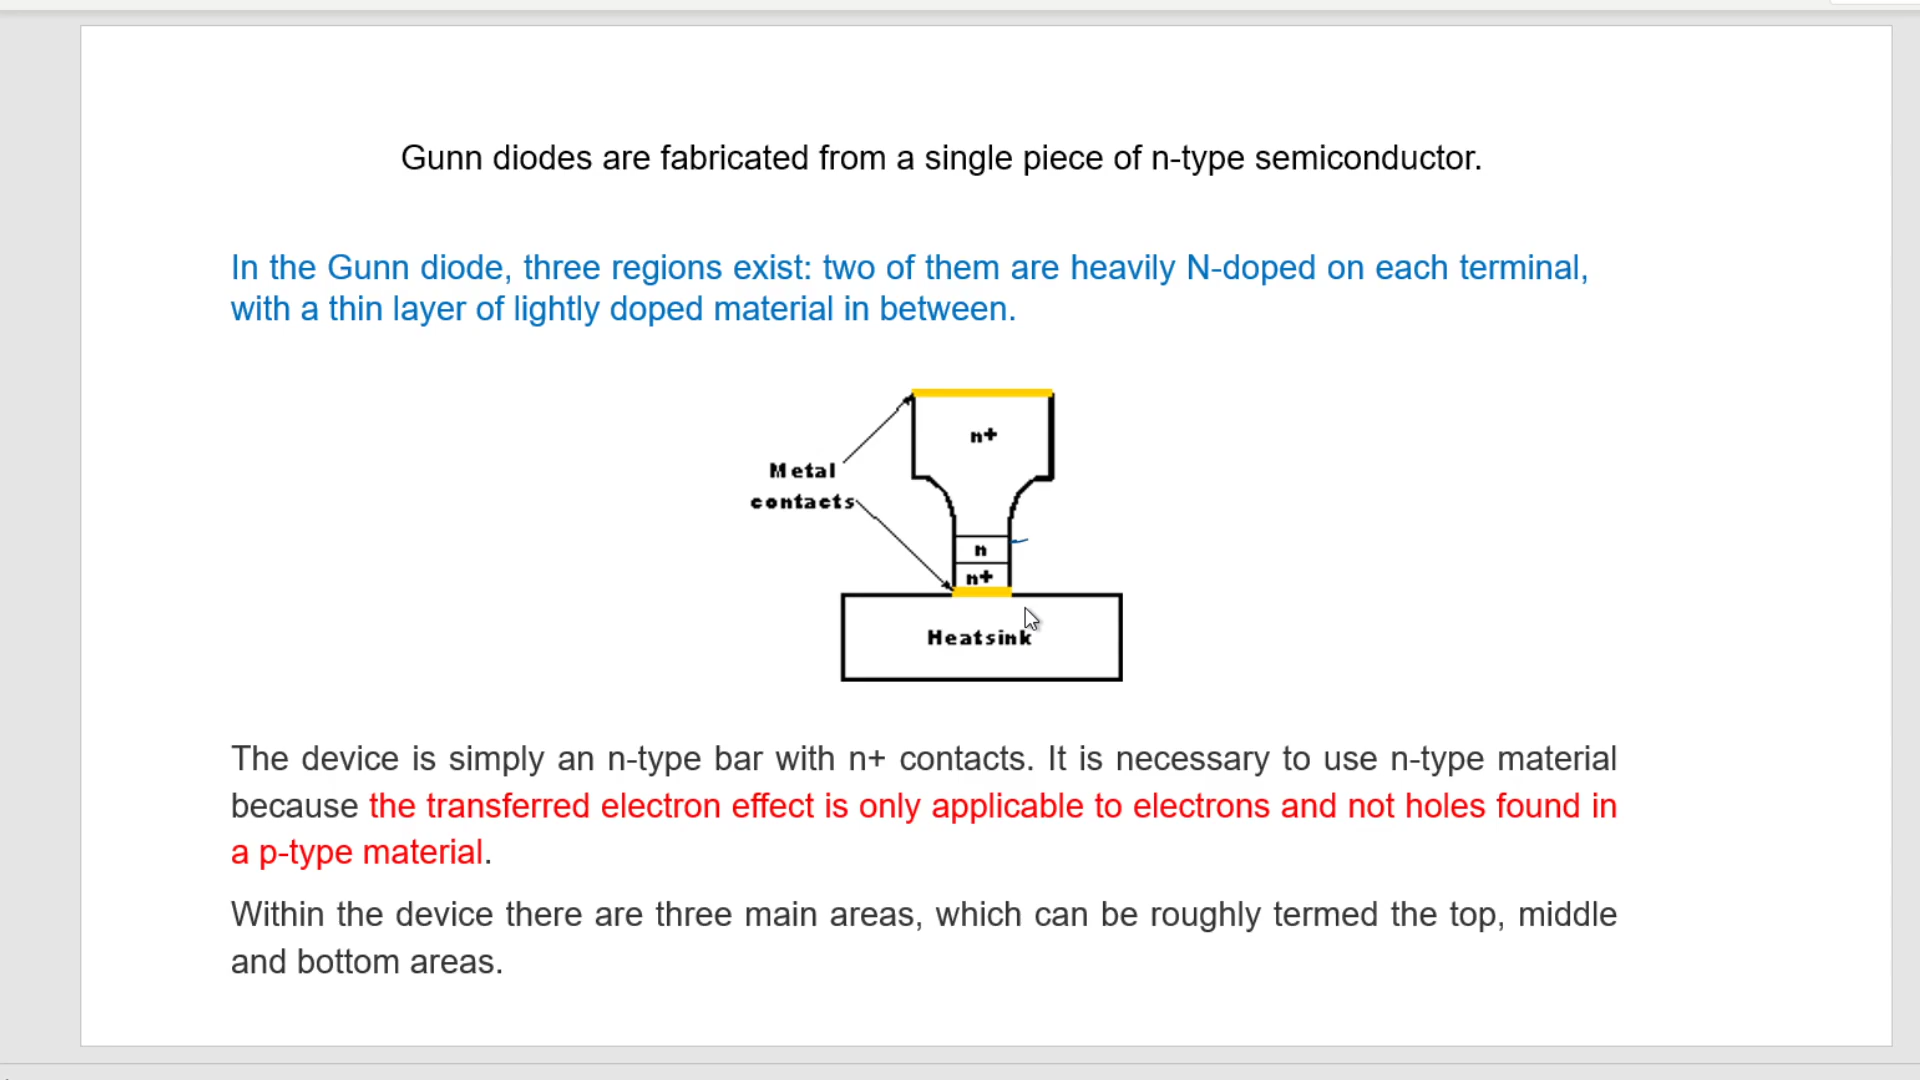 Gunn diodes are fabricated from a single piece of n-type semiconductor.
In the Gunn diode, three regions exist: two of them are heavily N-doped on each terminal,
with a thin layer of lightly doped material in between.
n+
Metal
contacts
n
n+
Heatsink
The device is simply an n-type bar with n+ contacts. It is necessary to use n-type material
because the transferred electron effect is only applicable to electrons and not holes found in
a p-type material.
Within the device there are three main areas, which can be roughly termed the top, middle
and bottom areas.